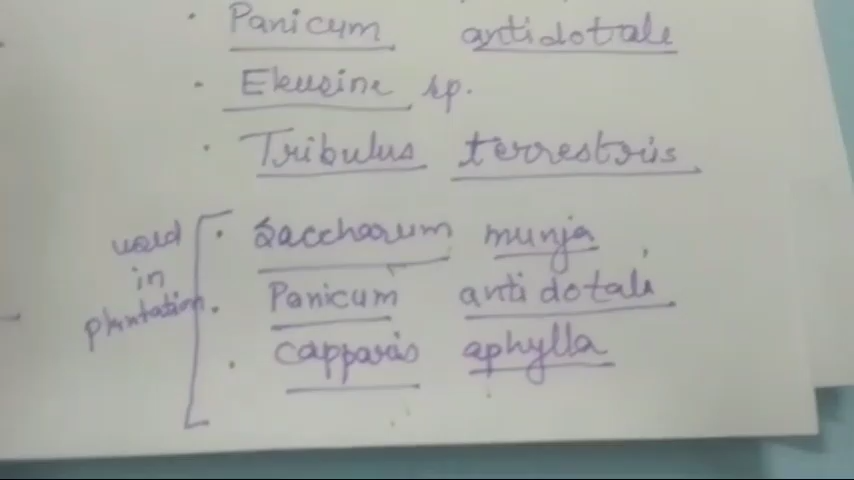 • Panicum antidotale
• Eleusine sp.
• Tribulus terrestris
used in plantation
• Saccharum munja
• Panicum antidotale
• Capparis aphylla